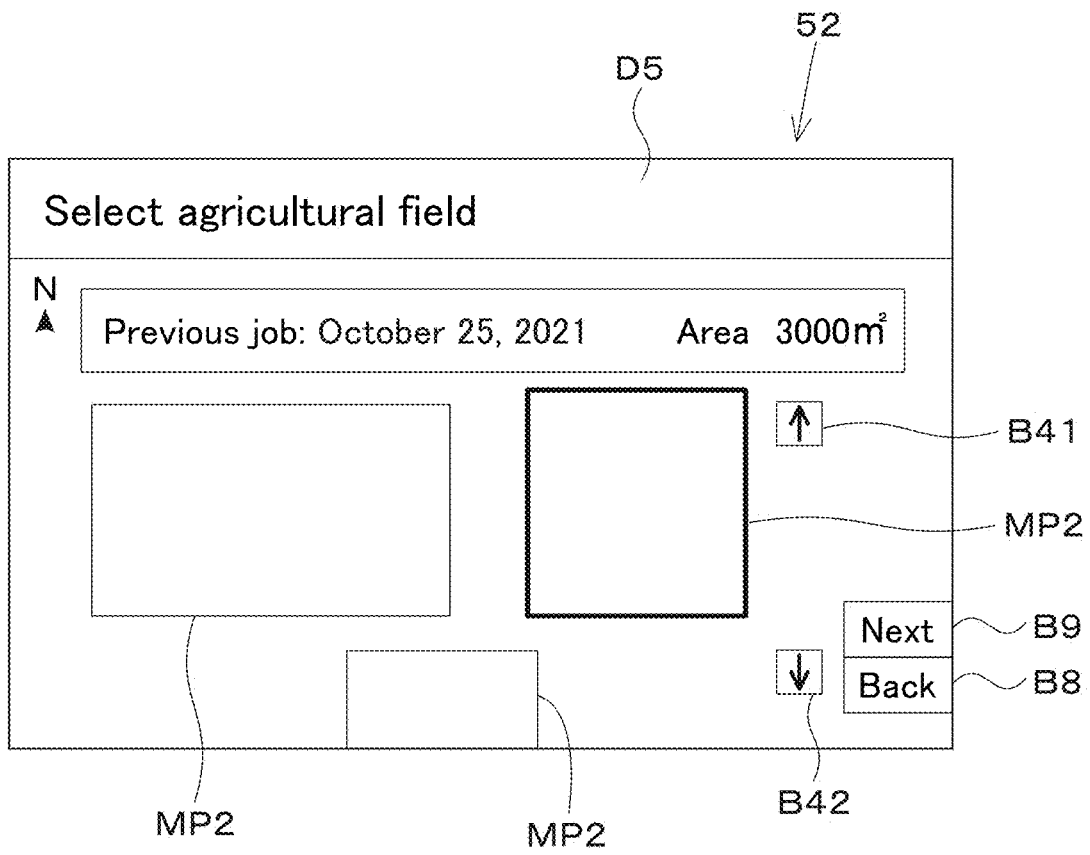 52
D5
Select agricultural field
N
Previous job: October 25, 2021 Area 3000㎡
B41
MP2
Next
B9
Back
B8
B42
MP2
MP2